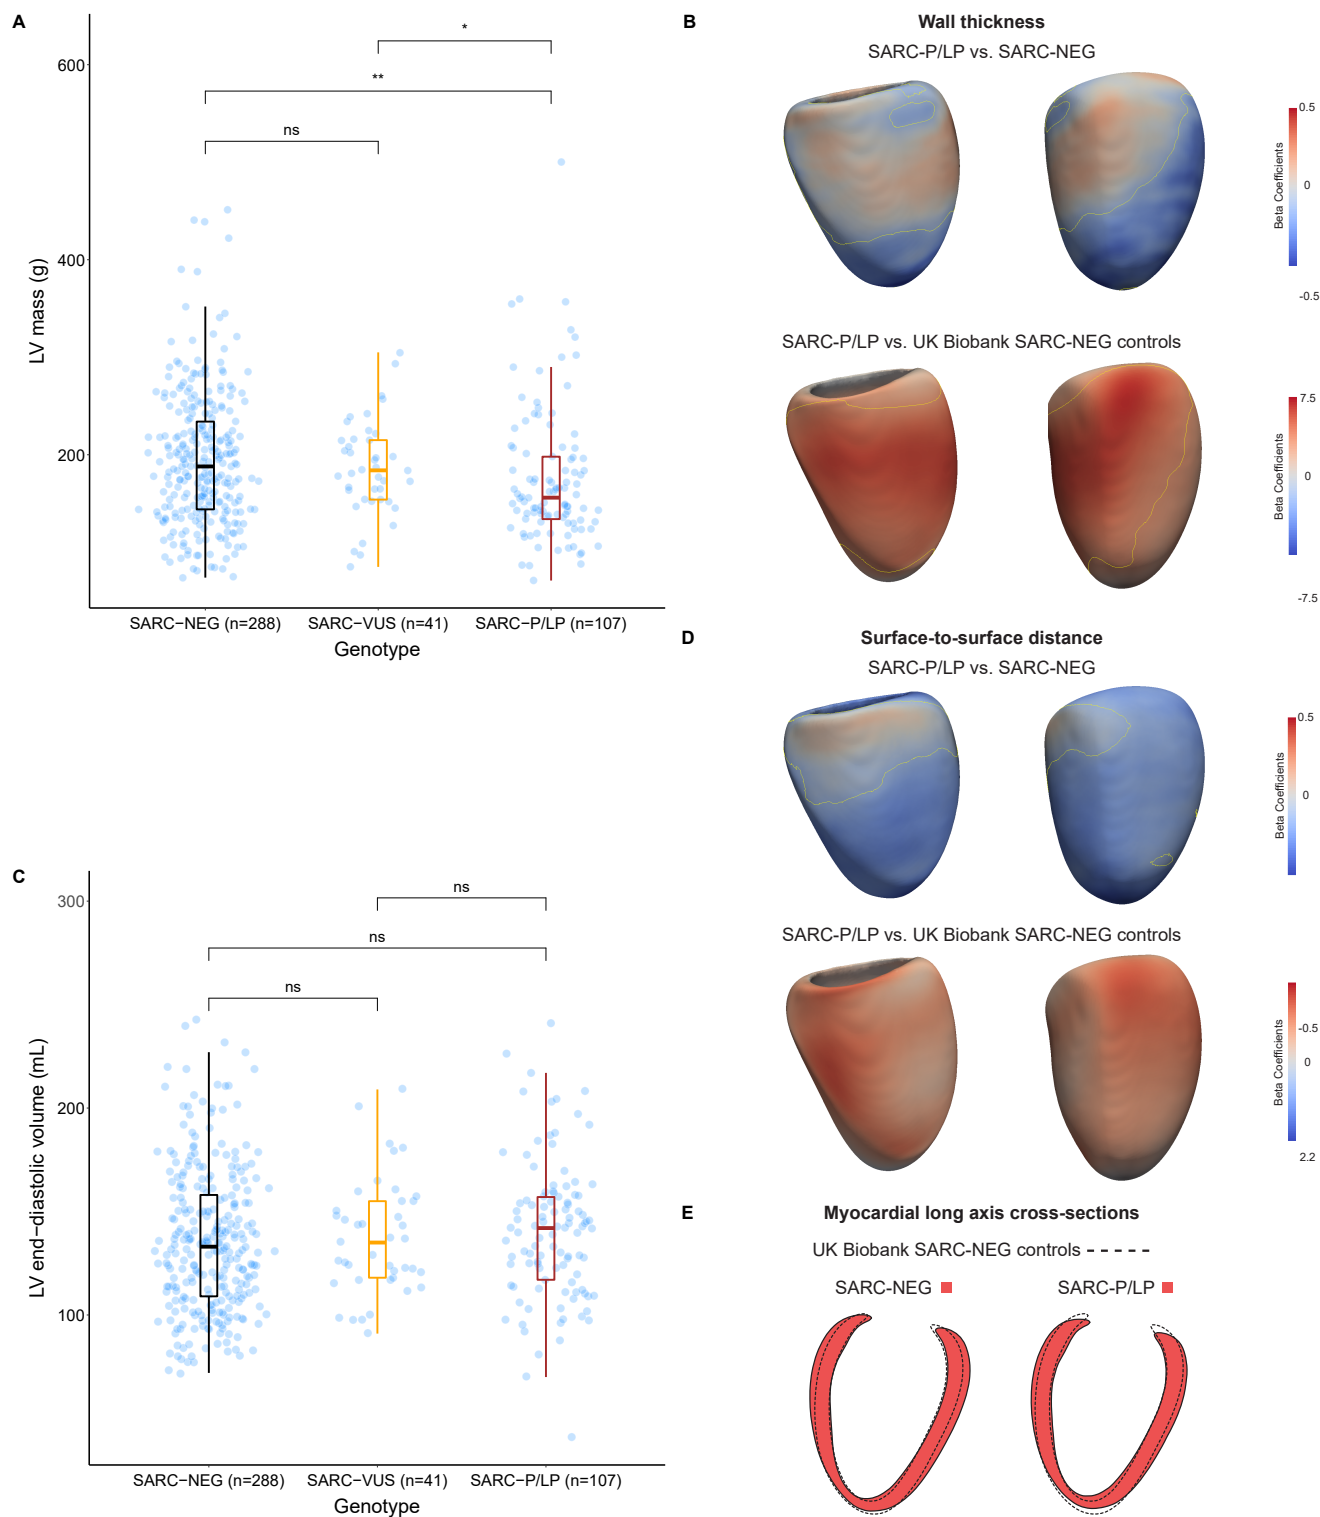 A
*
**
ns
600
400
200
LV mass (g)
SARC−NEG (n=288) SARC−VUS (n=41) SARC−P/LP (n=107)
Genotype
B
Wall thickness
SARC-P/LP vs. SARC-NEG
0.5
0
-0.5
Beta Coefficients
SARC-P/LP vs. UK Biobank SARC-NEG controls
7.5
0
-7.5
Beta Coefficients
C
ns
ns
ns
300
200
100
LV end−diastolic volume (mL)
SARC−NEG (n=288) SARC−VUS (n=41) SARC−P/LP (n=107)
Genotype
D
Surface-to-surface distance
SARC-P/LP vs. SARC-NEG
0.5
0
Beta Coefficients
SARC-P/LP vs. UK Biobank SARC-NEG controls
-0.5
0
2.2
Beta Coefficients
E
Myocardial long axis cross-sections
UK Biobank SARC-NEG controls
SARC-NEG SARC-P/LP